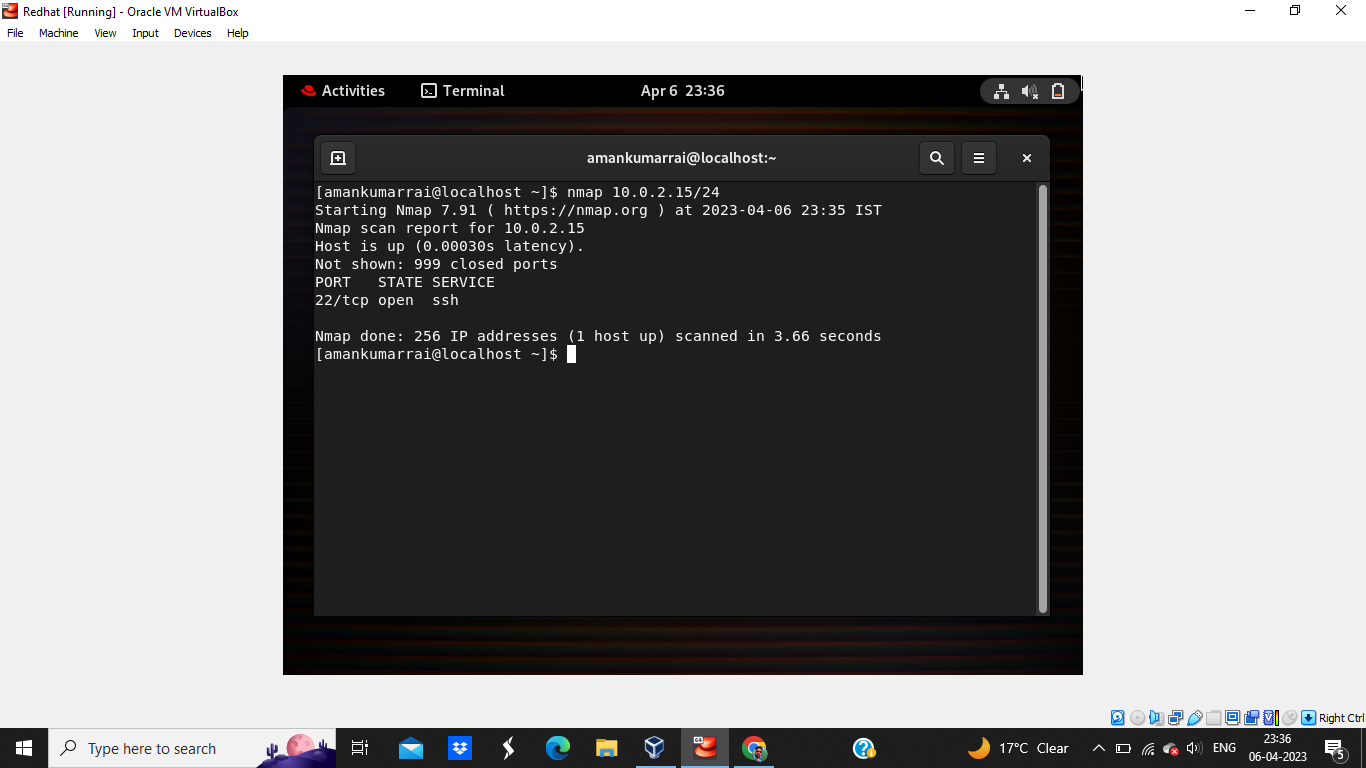 Redhat [Running] - Oracle VM VirtualBox
File Machine View Input Devices Help
Activities Terminal Apr 6 23:36
amankumarrai@localhost:~
[amankumarrai@localhost ~]$ nmap 10.0.2.15/24
Starting Nmap 7.91 ( https://nmap.org ) at 2023-04-06 23:35 IST
Nmap scan report for 10.0.2.15
Host is up (0.00030s latency).
Not shown: 999 closed ports
PORT   STATE SERVICE
22/tcp open  ssh
Nmap done: 256 IP addresses (1 host up) scanned in 3.66 seconds
[amankumarrai@localhost ~]$
Right Ctrl
Type here to search
64
17°C Clear
ENG
23:36
06-04-2023
5